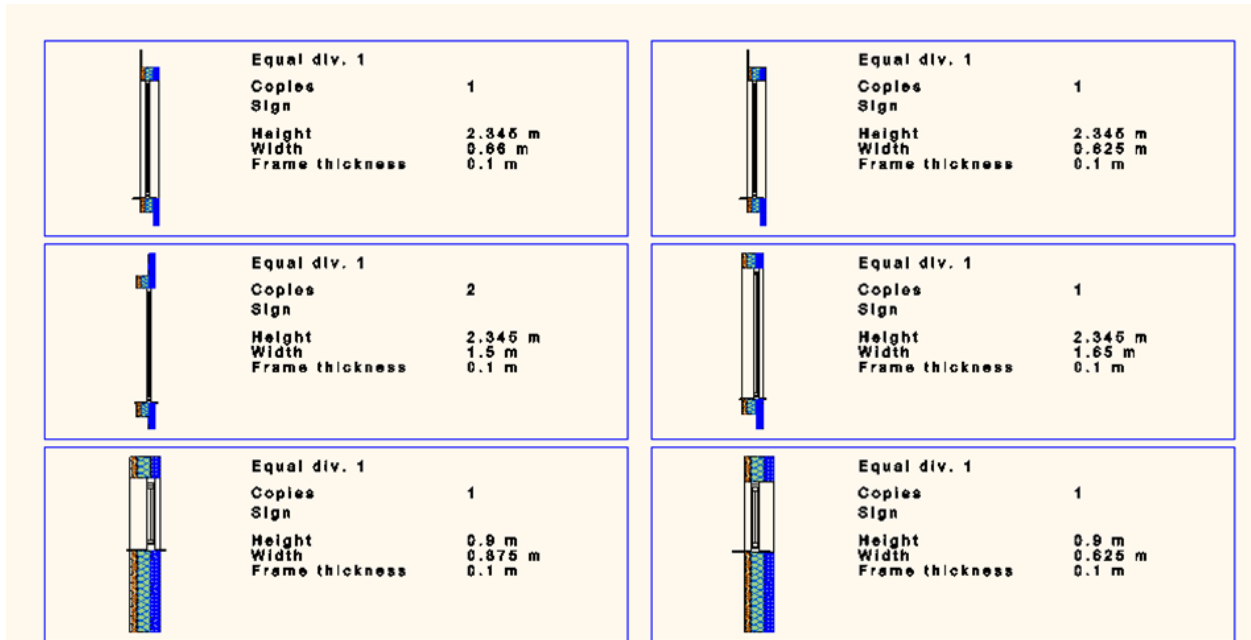 Equal div. 1
Copies 1
Sign
Height 2.345 m
Width 0.66 m
Frame thickness 0.1 m
Equal div. 1
Copies 1
Sign
Height 2.345 m
Width 0.625 m
Frame thickness 0.1 m
Equal div. 1
Copies 2
Sign
Height 2.345 m
Width 1.5 m
Frame thickness 0.1 m
Equal div. 1
Copies 1
Sign
Height 2.345 m
Width 1.65 m
Frame thickness 0.1 m
Equal div. 1
Copies 1
Sign
Height 0.9 m
Width 0.875 m
Frame thickness 0.1 m
Equal div. 1
Copies 1
Sign
Height 0.9 m
Width 0.625 m
Frame thickness 0.1 m